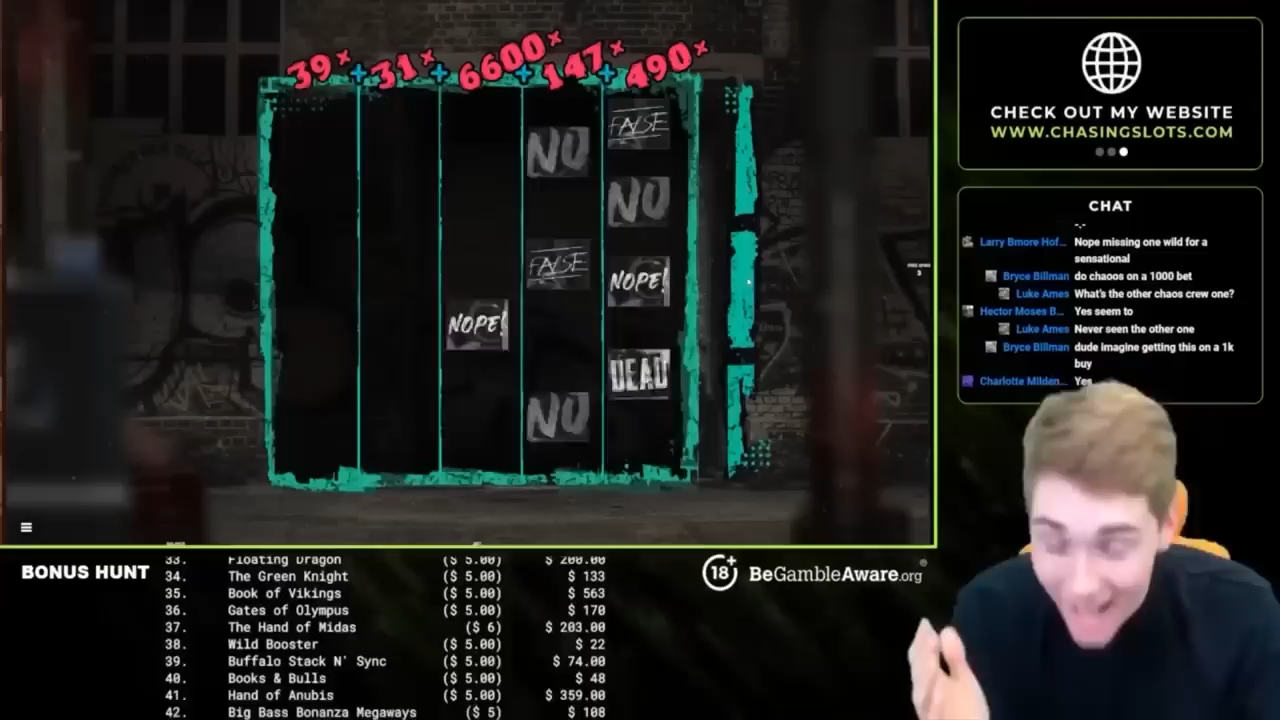 39x + 31x + 6600x + 147x + 490x
FALSE
NO
NO
FALSE
NOPE!
NOPE!
DEAD
NO
CHECK OUT MY WEBSITE
WWW.CHASINGSLOTS.COM
CHAT
-.-
Larry Bmore Hof... Nope missing one wild for a
sensational
Bryce Billman do chaoos on a 1000 bet
Luke Ames What's the other chaos crew one?
Hector Moses B... Yes seem to
Luke Ames Never seen the other one
Bryce Billman dude imagine getting this on a 1k
buy
Charlotte Milden... Yes
BONUS HUNT
33. Floating Dragon ($ 5.00) $ 200.00
34. The Green Knight ($ 5.00) $ 133
35. Book of Vikings ($ 5.00) $ 563
36. Gates of Olympus ($ 5.00) $ 170
37. The Hand of Midas ($ 6) $ 203.00
38. Wild Booster ($ 5.00) $ 22
39. Buffalo Stack N' Sync ($ 5.00) $ 74.00
40. Books & Bulls ($ 5.00) $ 48
41. Hand of Anubis ($ 5.00) $ 359.00
42. Big Bass Bonanza Megaways ($ 5) $ 108
18+ BeGambleAware.org®